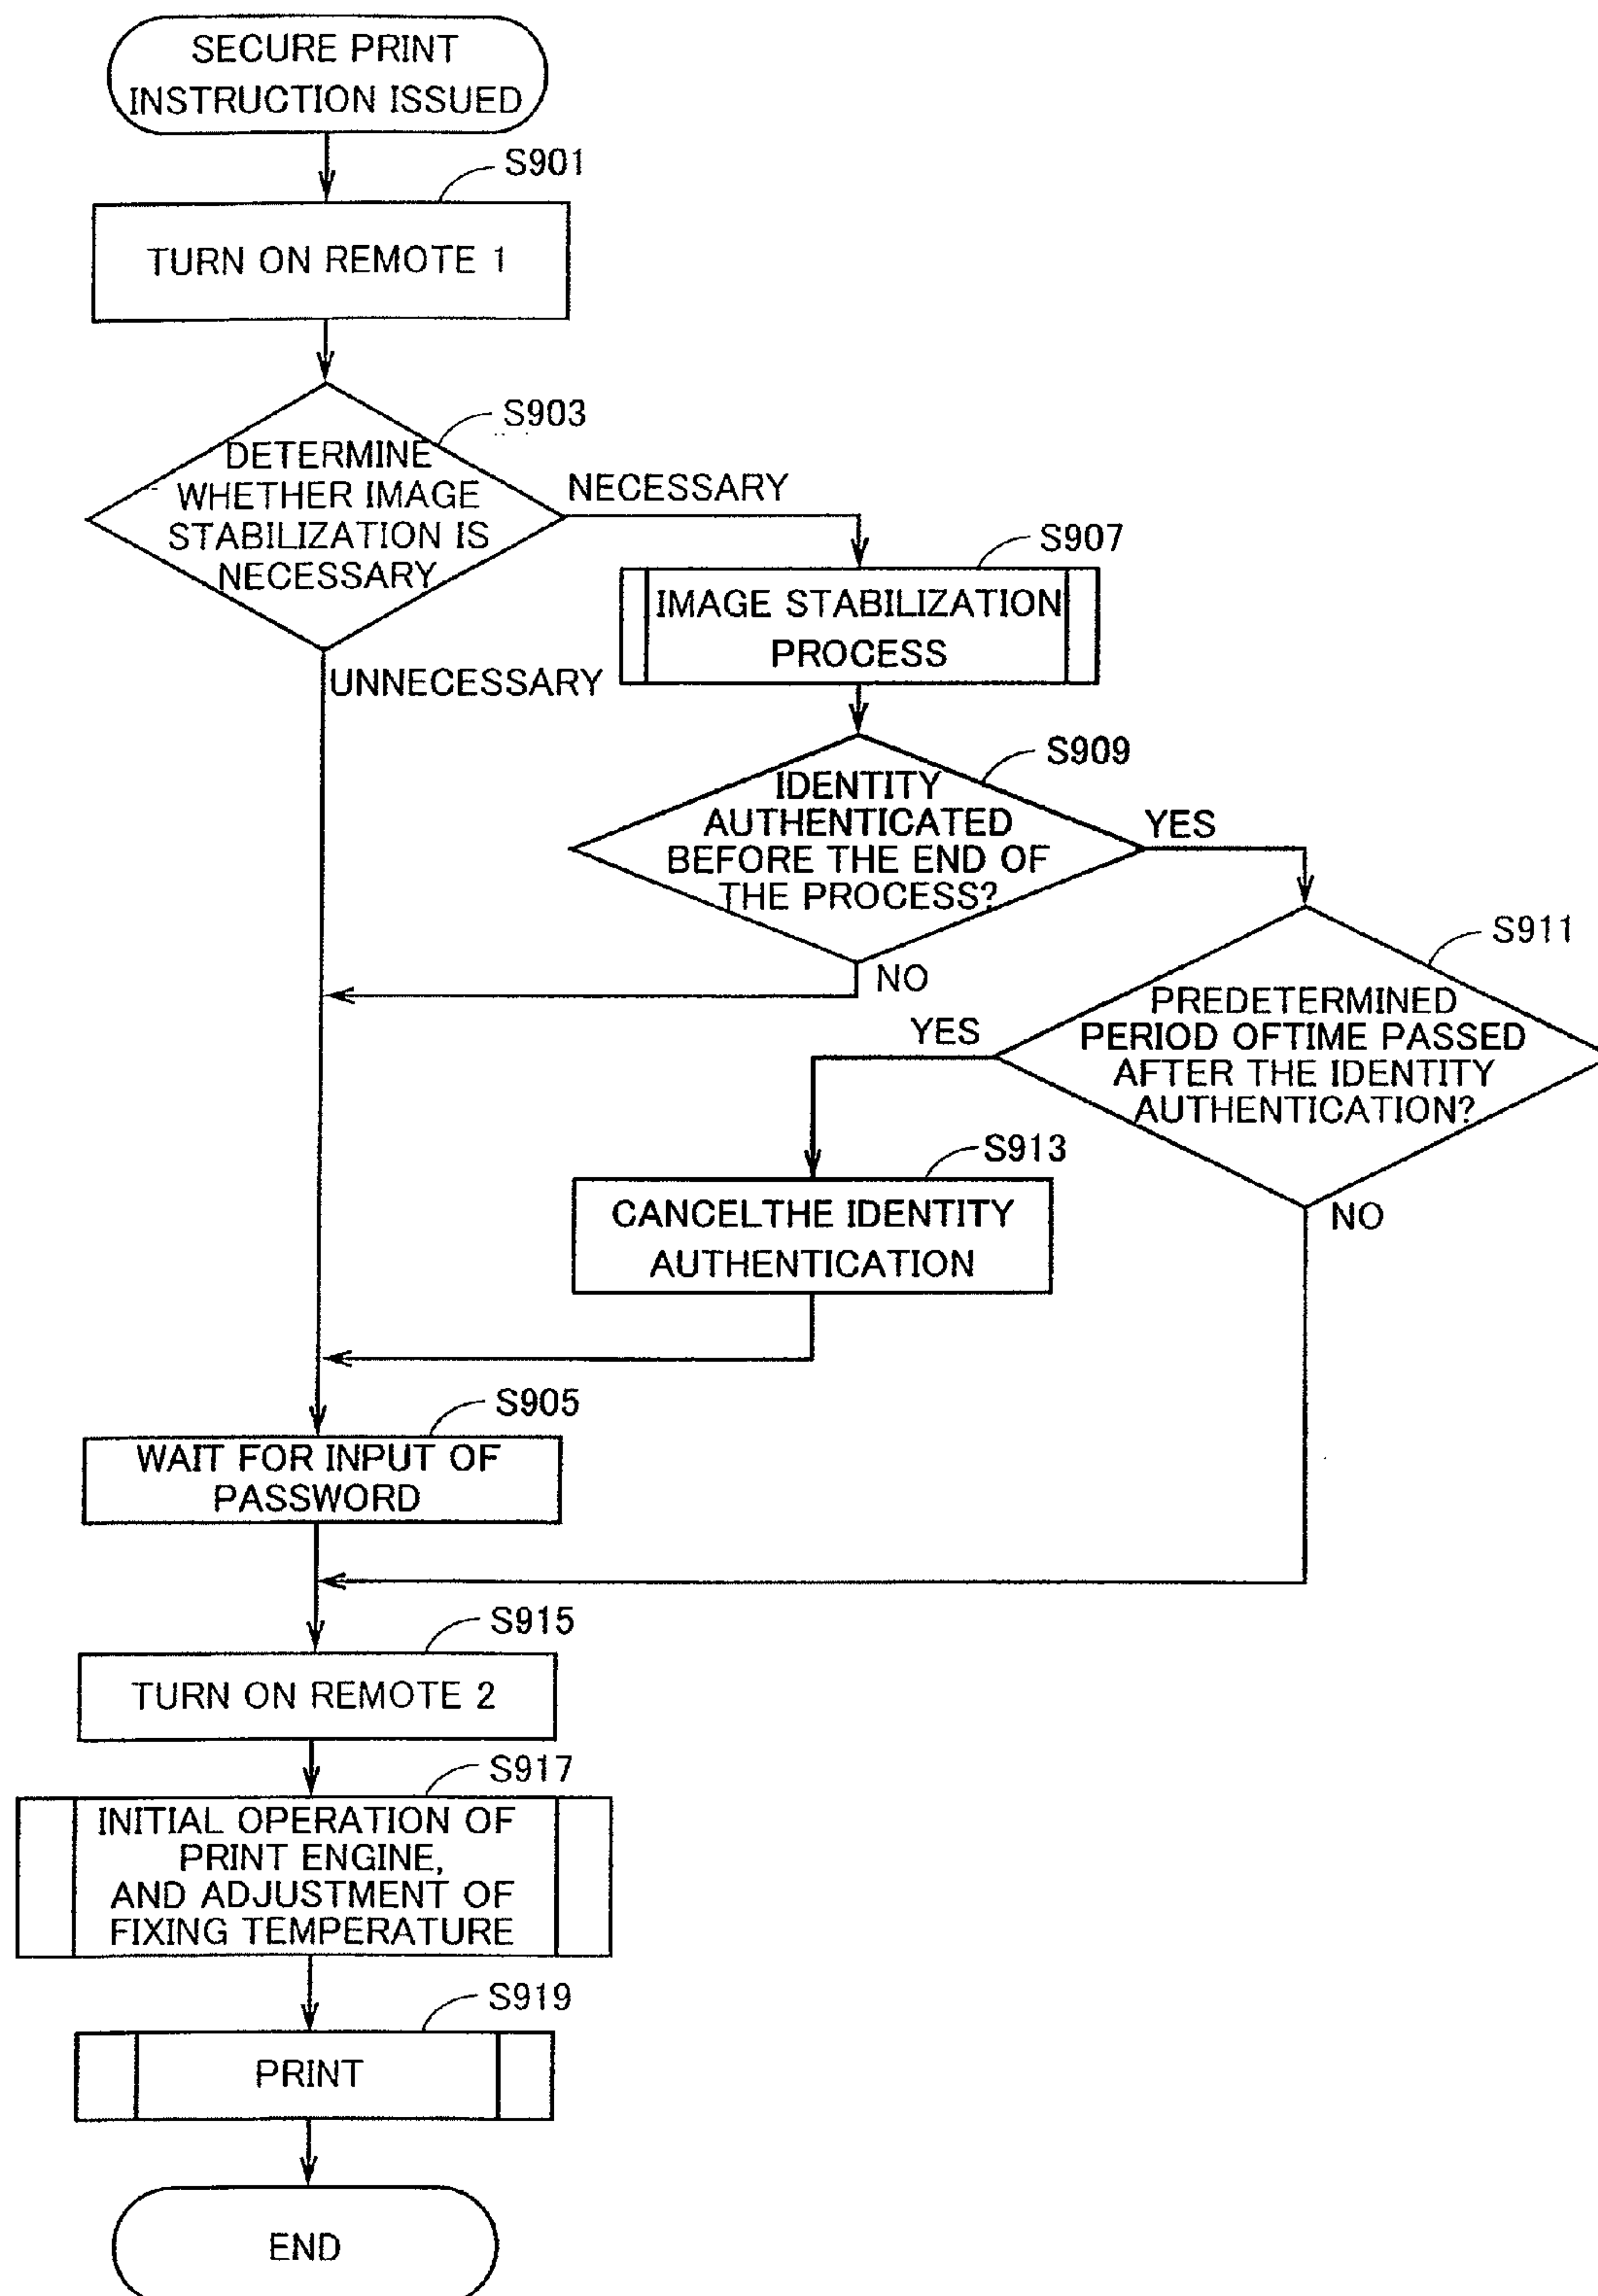 SECURE PRINT
INSTRUCTION ISSUED
S901
TURN ON REMOTE 1
S903
DETERMINE
WHETHER IMAGE
STABILIZATION IS
NECESSARY
NECESSARY
UNNECESSARY
S907
IMAGE STABILIZATION
PROCESS
S909
IDENTITY
AUTHENTICATED
BEFORE THE END OF
THE PROCESS?
YES
NO
S911
PREDETERMINED
PERIOD OFTIME PASSED
AFTER THE IDENTITY
AUTHENTICATION?
YES
NO
S913
CANCELTHE IDENTITY
AUTHENTICATION
S905
WAIT FOR INPUT OF
PASSWORD
S915
TURN ON REMOTE 2
S917
INITIAL OPERATION OF
PRINT ENGINE,
AND ADJUSTMENT OF
FIXING TEMPERATURE
S919
PRINT
END